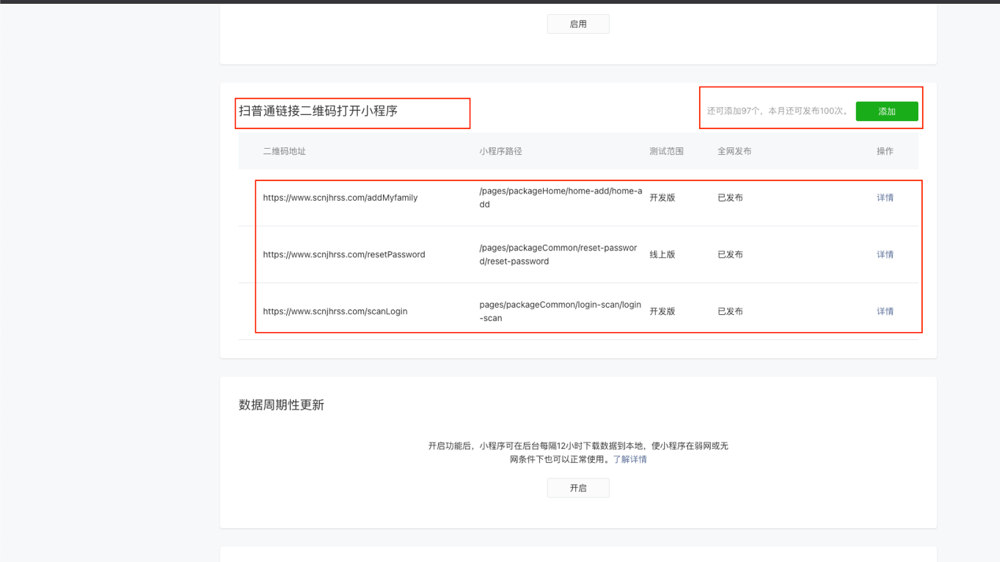 启用
扫普通链接二维码打开小程序
还可添加97个，本月还可发布100次。
添加
二维码地址 小程序路径 测试范围 全网发布 操作
https://www.scnjhrss.com/addMyfamily /pages/packageHome/home-add/home-a 开发版 已发布 详情
dd
https://www.scnjhrss.com/resetPassword /pages/packageCommon/reset-passwor 线上版 已发布 详情
d/reset-password
https://www.scnjhrss.com/scanLogin pages/packageCommon/login-scan/login 开发版 已发布 详情
-scan
数据周期性更新
开启功能后，小程序可在后台每隔12小时下载数据到本地，使小程序在弱网或无
网条件下也可以正常使用。了解详情
开启